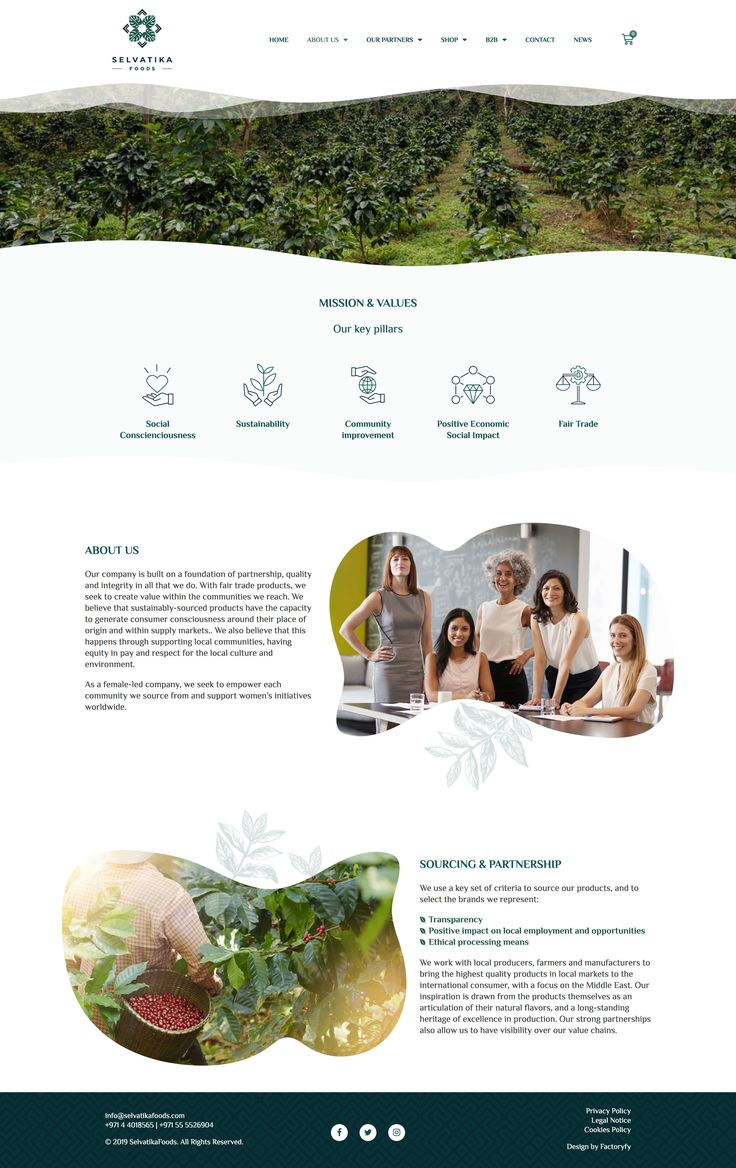 SELVATIKA
FOODS
HOME ABOUT US OUR PARTNERS SHOP B2B CONTACT NEWS
MISSION & VALUES
Our key pillars
Social
Conscienciousness
Sustainability
Community
improvement
Positive Economic
Social Impact
Fair Trade
ABOUT US
Our company is built on a foundation of partnership, quality
and integrity in all that we do. With fair trade products, we
seek to create value within the communities we reach. We
believe that sustainably-sourced products have the capacity
to generate consumer consciousness around their place of
origin and within supply markets.. We also believe that this
happens through supporting local communities, having
equity in pay and respect for the local culture and
environment.
As a female-led company, we seek to empower each
community we source from and support women's initiatives
worldwide.
SOURCING & PARTNERSHIP
We use a key set of criteria to source our products, and to
select the brands we represent:
Transparency
Positive impact on local employment and opportunities
Ethical processing means
We work with local producers, farmers and manufacturers to
bring the highest quality products in local markets to the
international consumer, with a focus on the Middle East. Our
inspiration is drawn from the products themselves as an
articulation of their natural flavors, and a long-standing
heritage of excellence in production. Our strong partnerships
also allow us to have visibility over our value chains.
info@selvatikafoods.com
+971 4 4018565 | +971 55 5526904
© 2019 SelvatikaFoods. All Rights Reserved.
Privacy Policy
Legal Notice
Cookies Policy
Design by Factoryfy